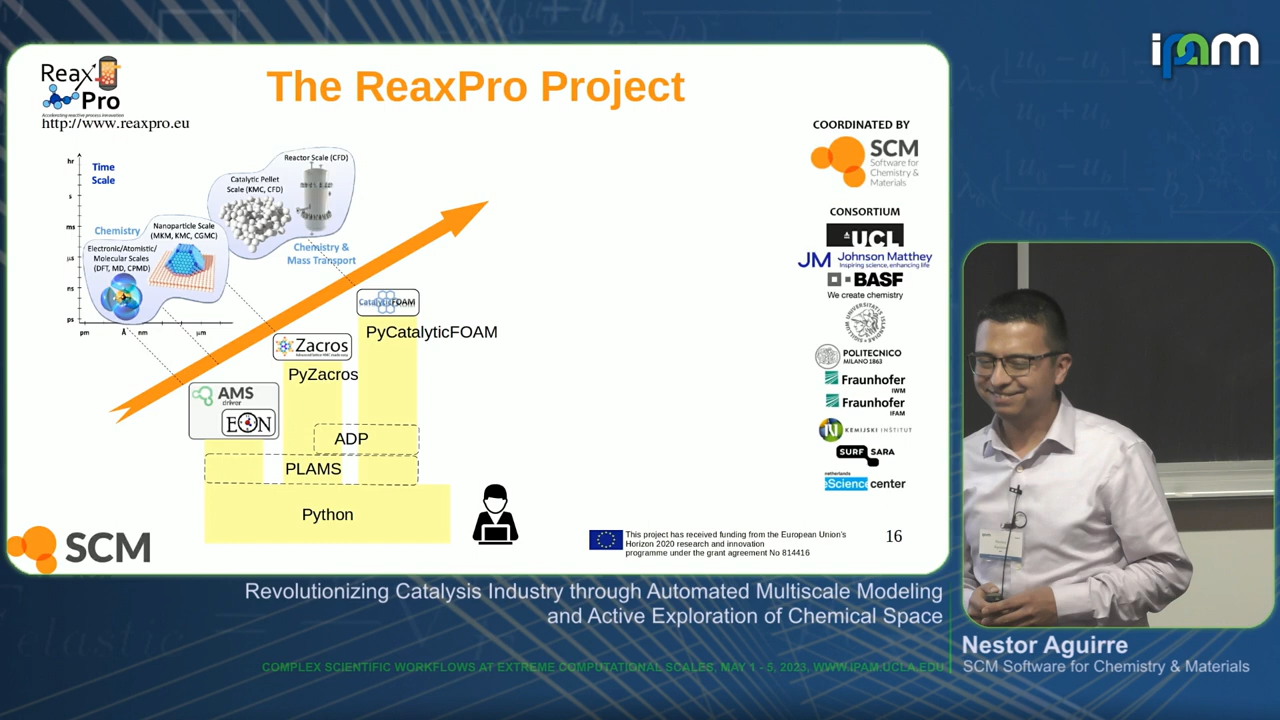 ipam
Reax
Pro
Accelerating reactive process innovation
http://www.reaxpro.eu
The ReaxPro Project
hr
s
ms
µs
ns
ps
pm
Å
nm
µm
Time
Scale
Chemistry
Electronic/Atomistic/
Molecular Scales
(DFT, MD, CPMD)
Nanoparticle Scale
(MKM, KMC, CGMC)
Catalytic Pellet
Scale (KMC, CFD)
Reactor Scale (CFD)
Chemistry &
Mass Transport
CatalyticFOAM
PyCatalyticFOAM
Zacros
PyZacros
AMS
driver
EON
ADP
PLAMS
Python
COORDINATED BY
SCM
Software for
Chemistry &
Materials
CONSORTIUM
UCL
JM Johnson Matthey
Inspiring science, enhancing life
BASF
We create chemistry
POLITECNICO
MILANO 1863
Fraunhofer
IWM
Fraunhofer
IFAM
KEMIJSKI INŠTITUT
SURF SARA
netherlands
eScience center
SCM
This project has received funding from the European Union's
Horizon 2020 research and innovation
programme under the grant agreement No 814416
16
Revolutionizing Catalysis Industry through Automated Multiscale Modeling
and Active Exploration of Chemical Space
COMPLEX SCIENTIFIC WORKFLOWS AT EXTREME COMPUTATIONAL SCALES, MAY 1 - 5, 2023, WWW.IPAM.UCLA.EDU
Nestor Aguirre
SCM Software for Chemistry & Materials